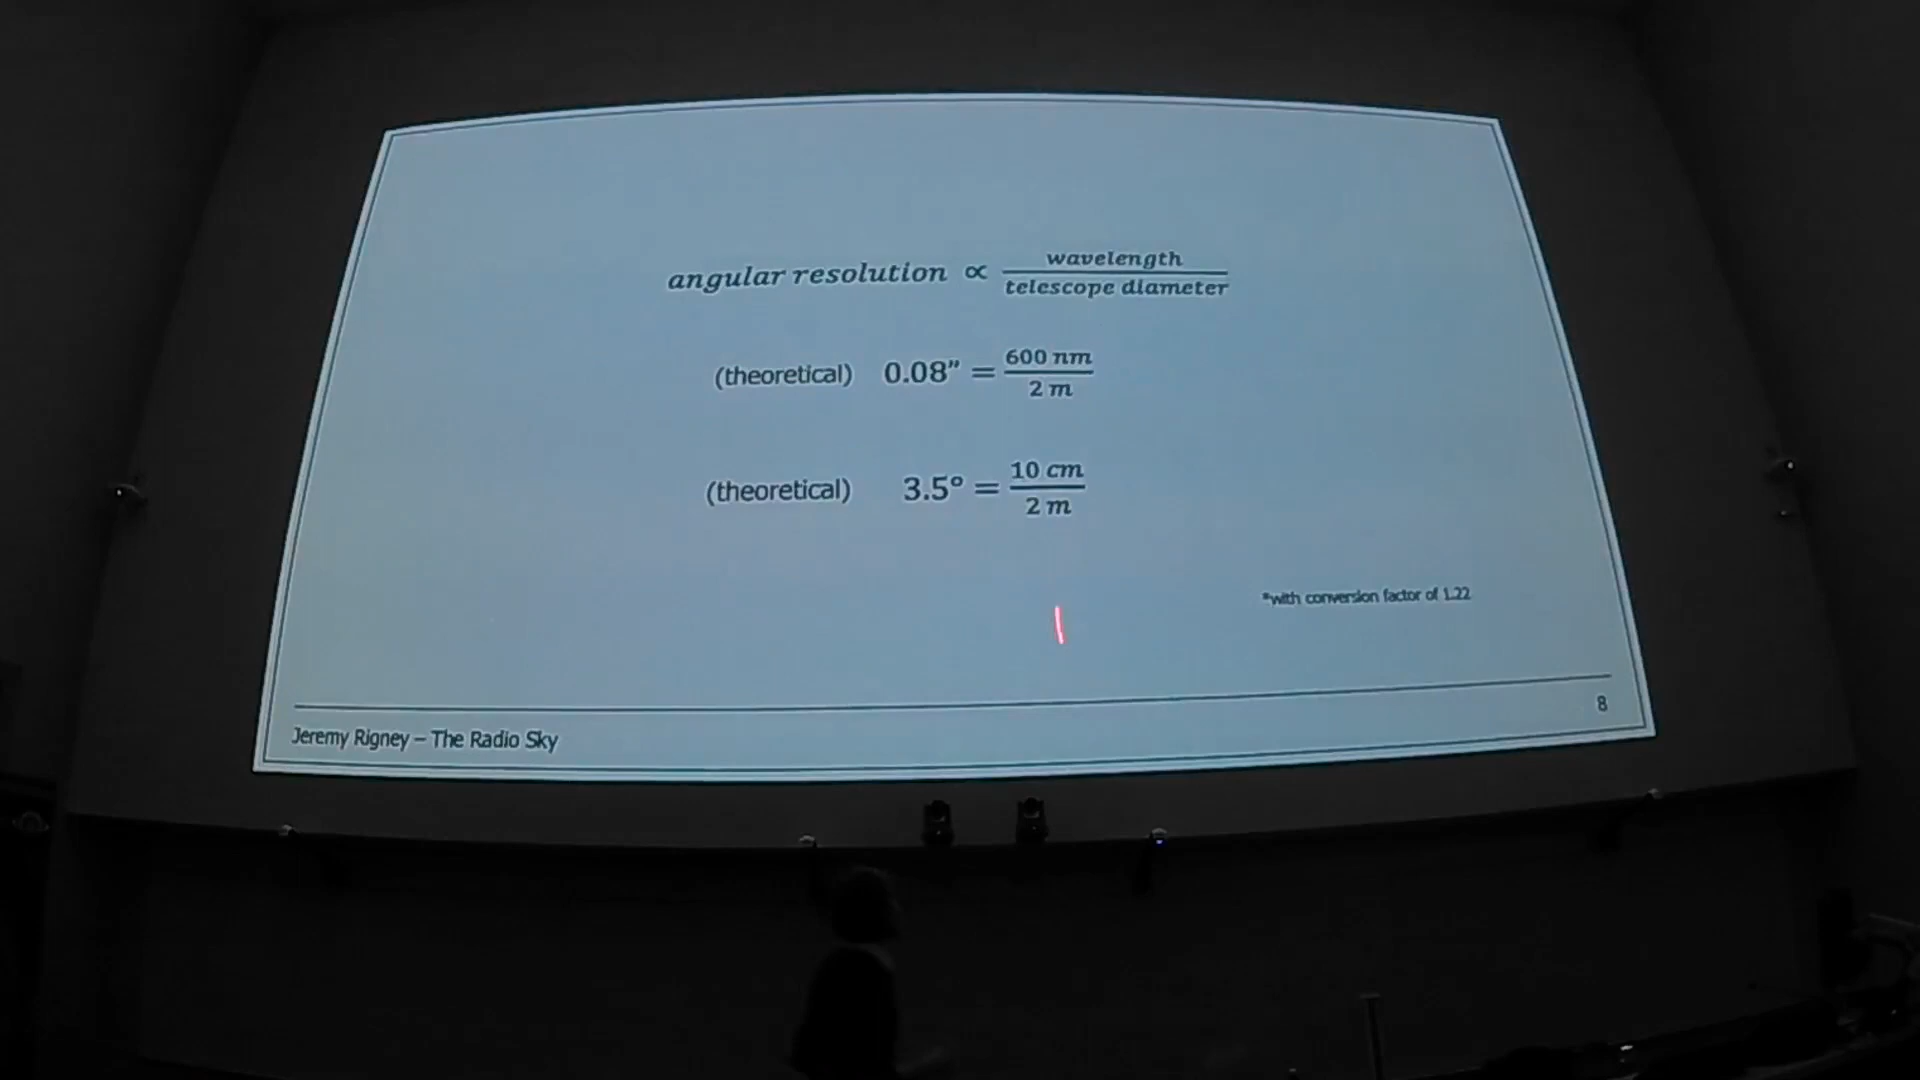 angular resolution ∝ wavelength / telescope diameter
(theoretical) 0.08" = 600 nm / 2 m
(theoretical) 3.5° = 10 cm / 2 m
*with conversion factor of 1.22
8
Jeremy Rigney – The Radio Sky